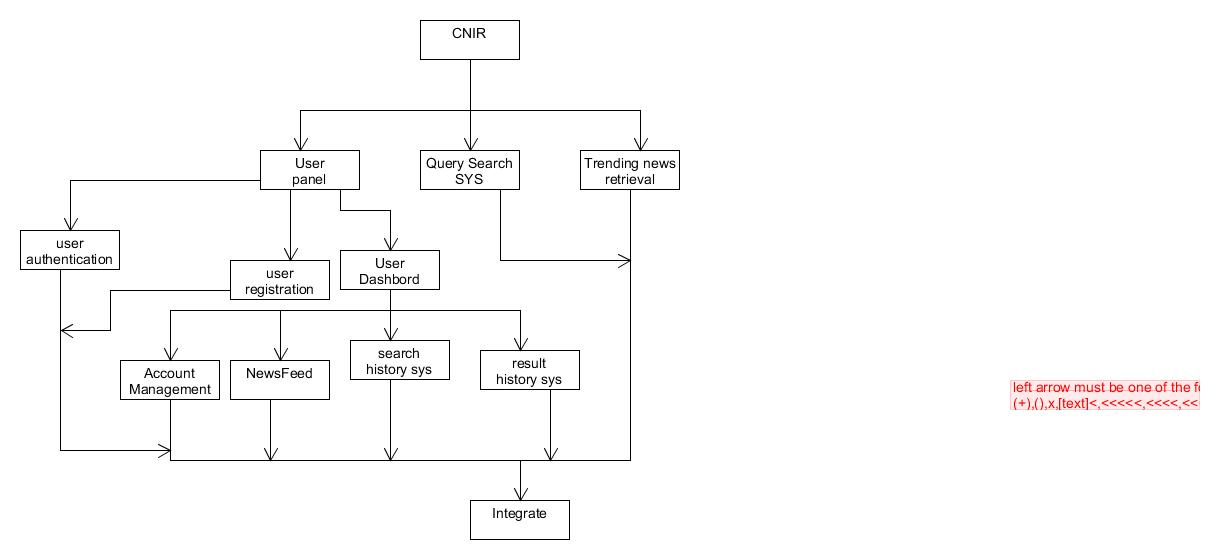 CNIR
User
panel
Query Search
SYS
Trending news
retrieval
user
authentication
user
registration
User
Dashbord
Account
Management
NewsFeed
search
history sys
result
history sys
left arrow must be one of the fo
(+),(),x,[text]<,<<<<<,<<<<,<<
Integrate